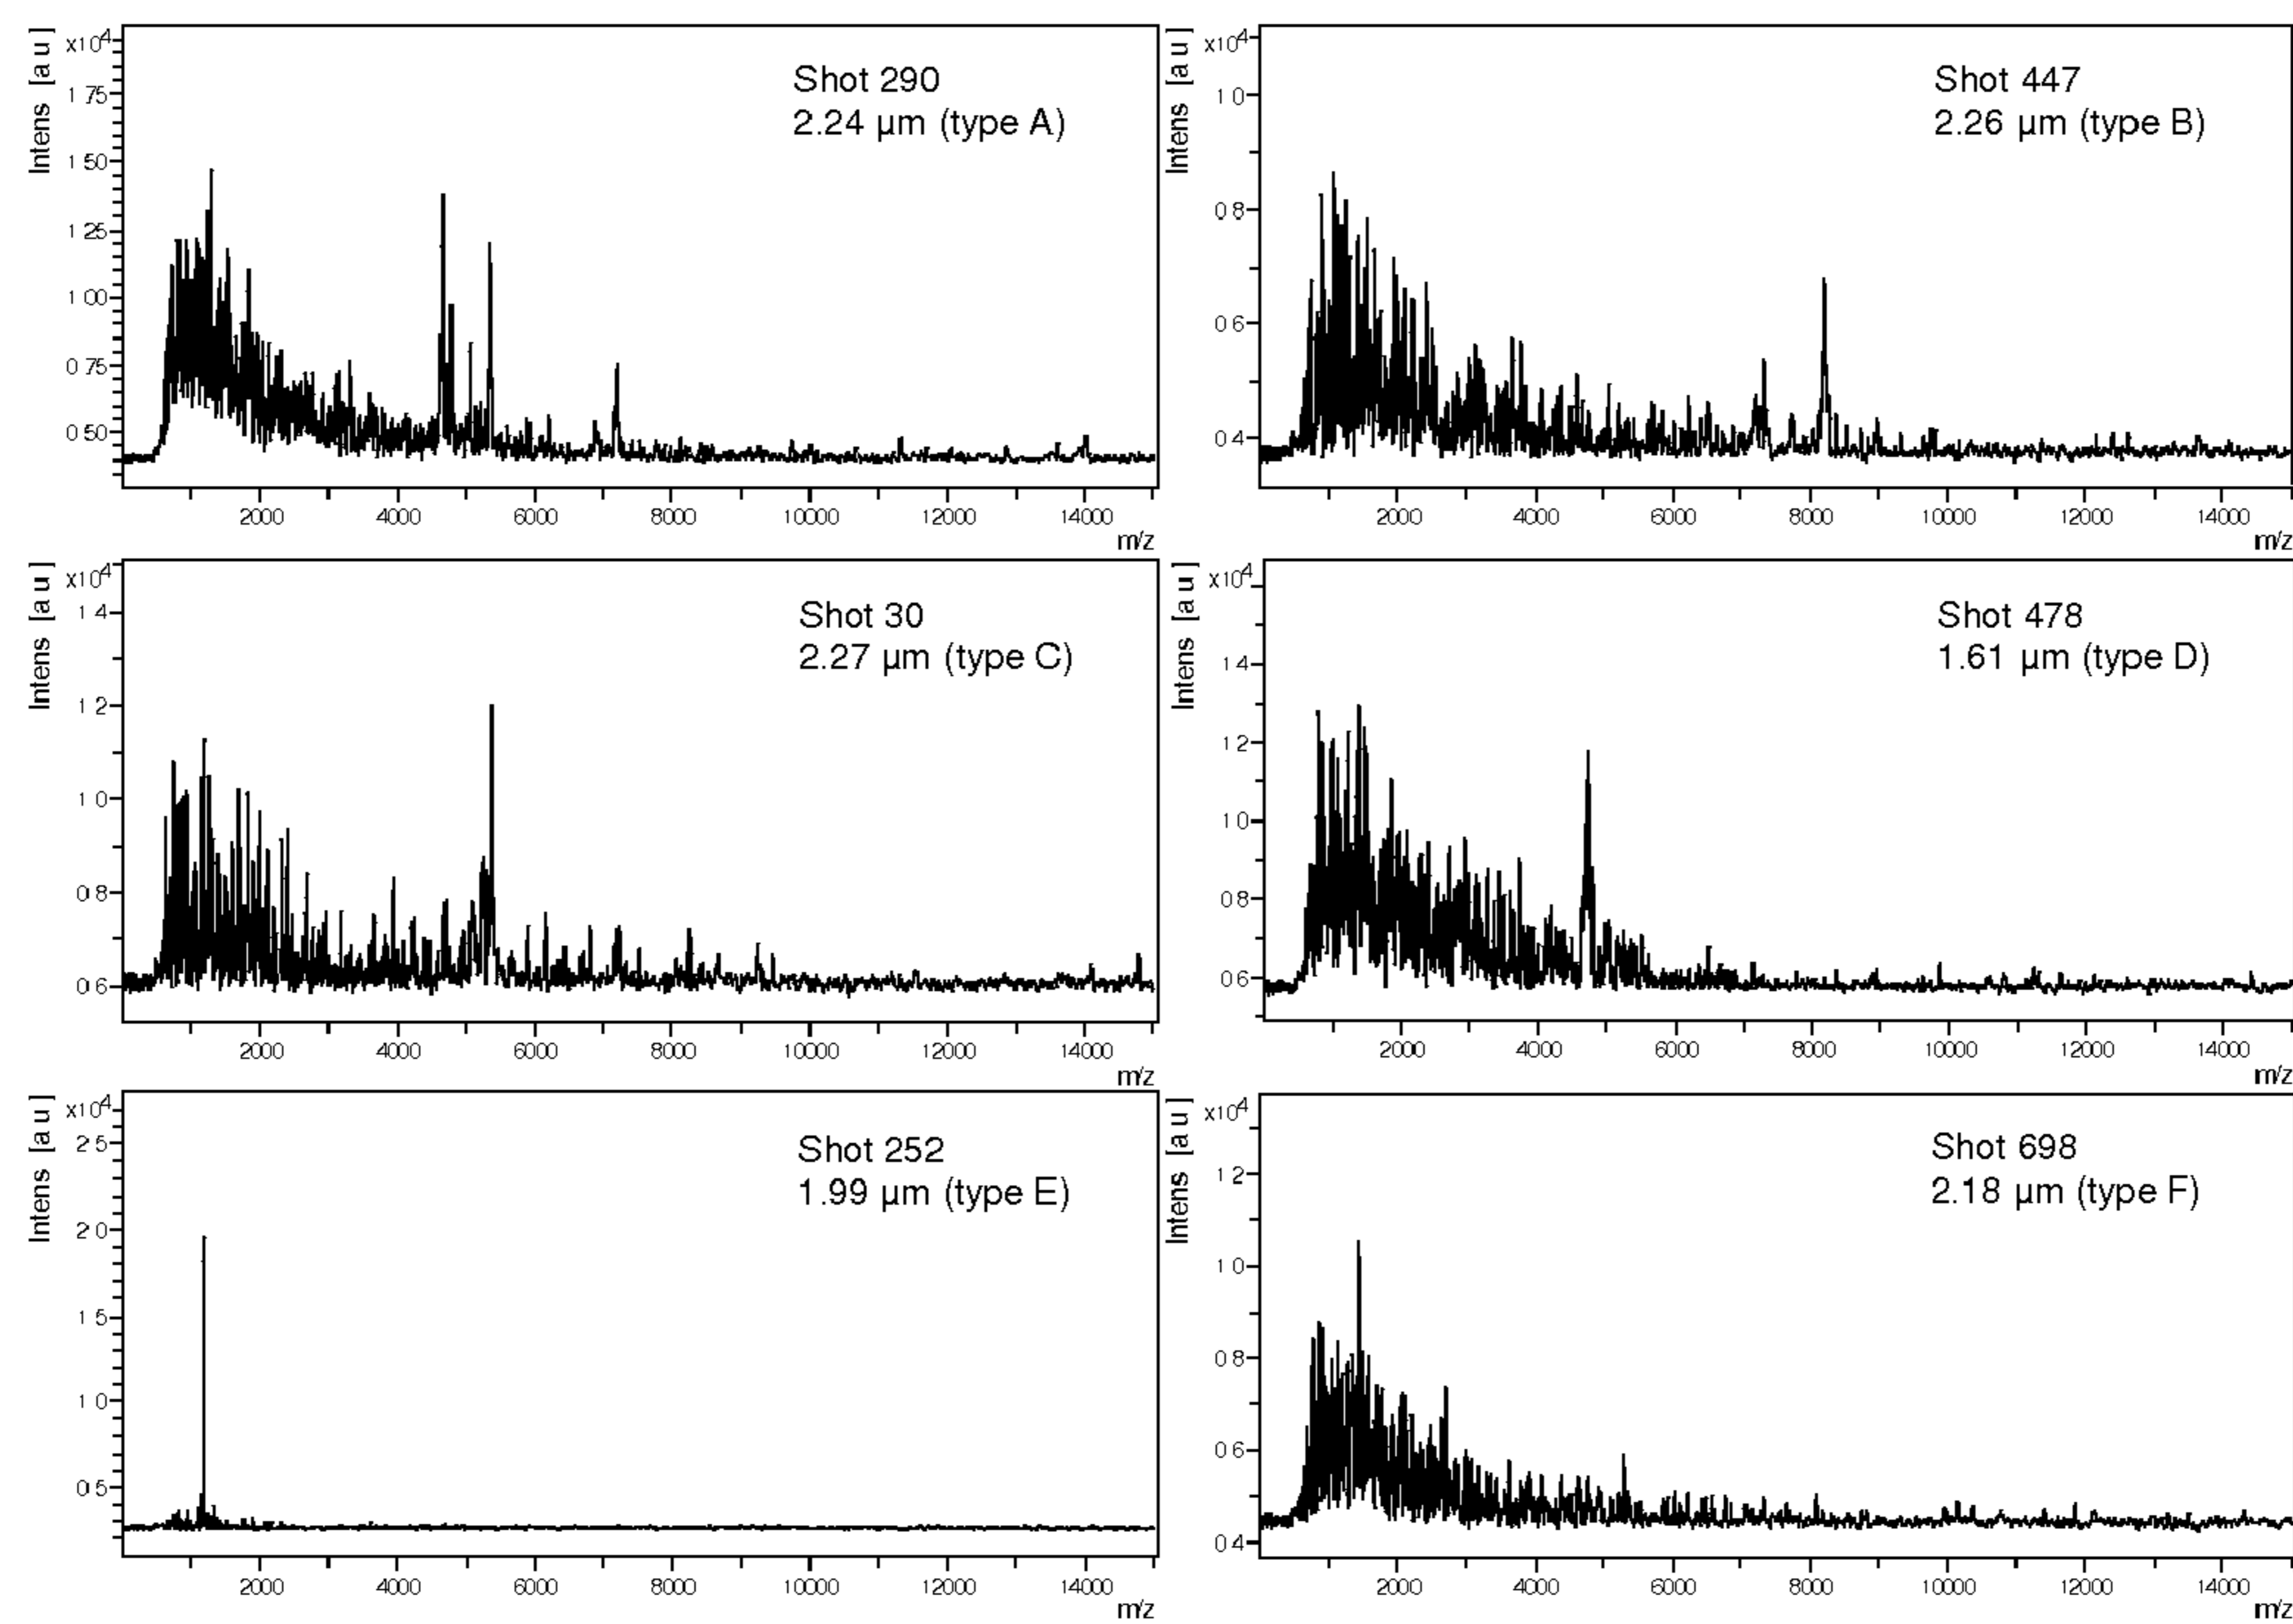 Intens [a u]
x10⁴
1 75
1 50
1 25
1 00
0 75
0 50
Shot 290
2.24 µm (type A)
2000 4000 6000 8000 10000 12000 14000
m/z
Intens [a u]
x10⁴
1 0
0 8
0 6
0 4
Shot 447
2.26 µm (type B)
2000 4000 6000 8000 10000 12000 14000
m/z
Intens [a u]
x10⁴
1 4
1 2
1 0
0 8
0 6
Shot 30
2.27 µm (type C)
2000 4000 6000 8000 10000 12000 14000
m/z
Intens [a u]
x10⁴
1 4
1 2
1 0
0 8
0 6
Shot 478
1.61 µm (type D)
2000 4000 6000 8000 10000 12000 14000
m/z
Intens [a u]
x10⁴
2 5
2 0
1 5
1 0
0 5
Shot 252
1.99 µm (type E)
2000 4000 6000 8000 10000 12000 14000
m/z
Intens [a u]
x10⁴
1 2
1 0
0 8
0 6
0 4
Shot 698
2.18 µm (type F)
2000 4000 6000 8000 10000 12000 14000
m/z